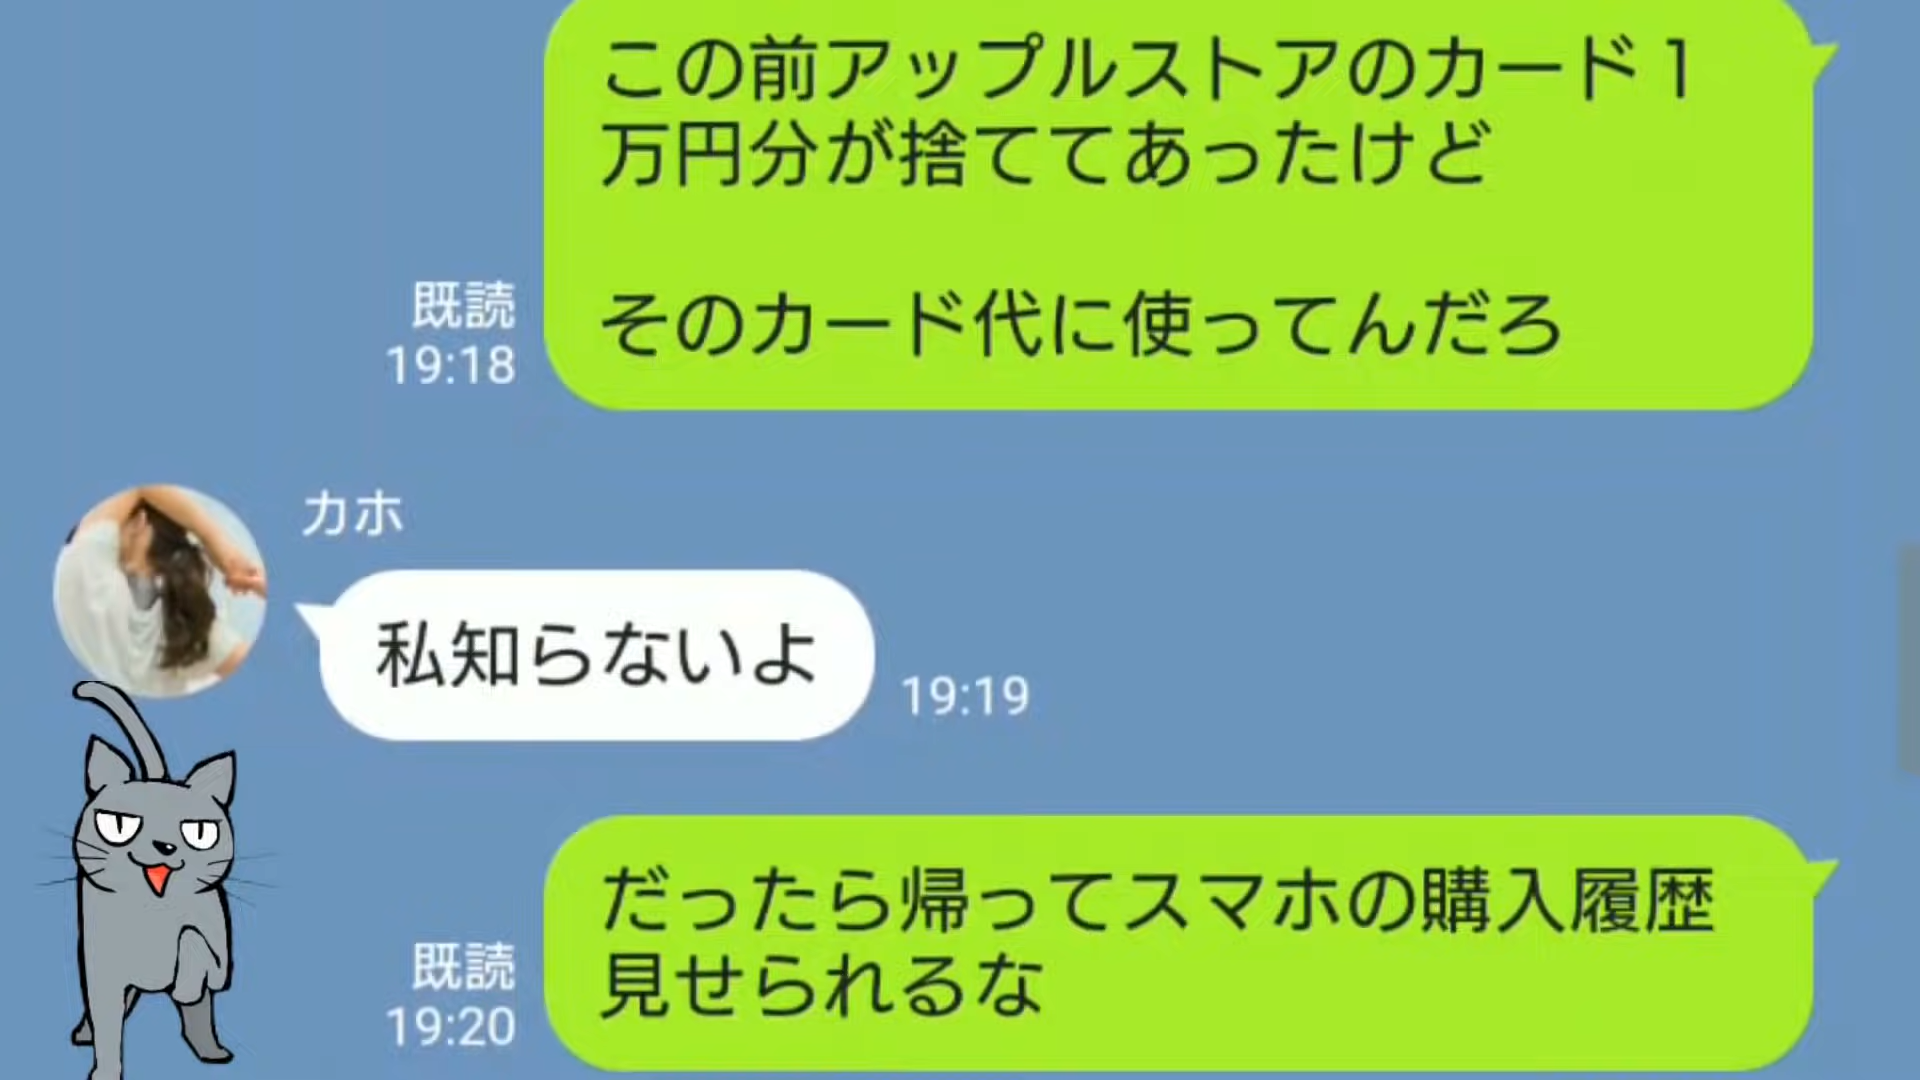 この前アップルストアのカード1
万円分が捨ててあったけど
そのカード代に使ってんだろ
既読
19:18
カホ
私知らないよ
19:19
だったら帰ってスマホの購入履歴
見せられるな
既読
19:20